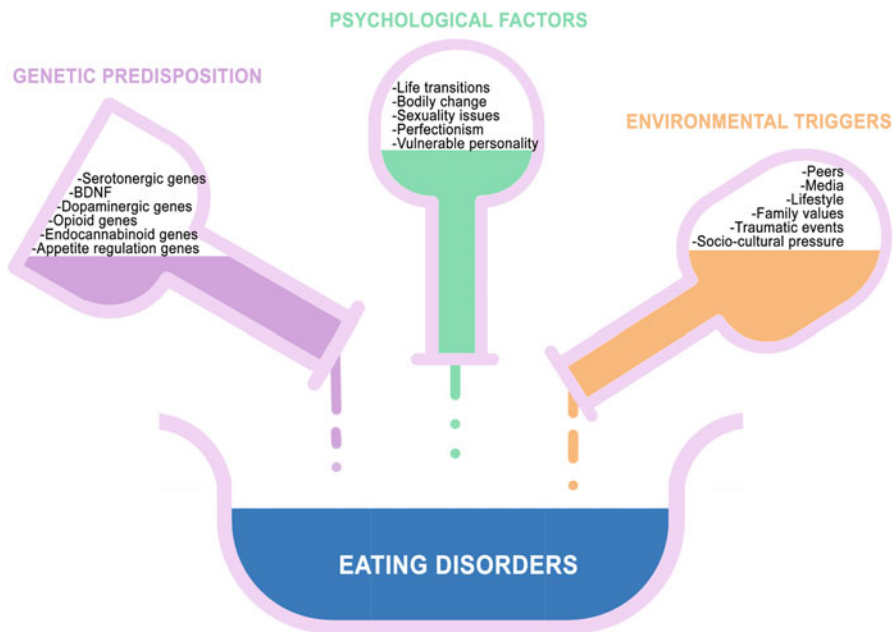 PSYCHOLOGICAL FACTORS
GENETIC PREDISPOSITION
-Life transitions
-Bodily change
-Sexuality issues
-Perfectionism
-Vulnerable personality
ENVIRONMENTAL TRIGGERS
-Serotonergic genes
-BDNF
-Dopaminergic genes
-Opioid genes
-Endocannabinoid genes
-Appetite regulation genes
-Peers
-Media
-Lifestyle
-Family values
-Traumatic events
-Socio-cultural pressure
EATING DISORDERS